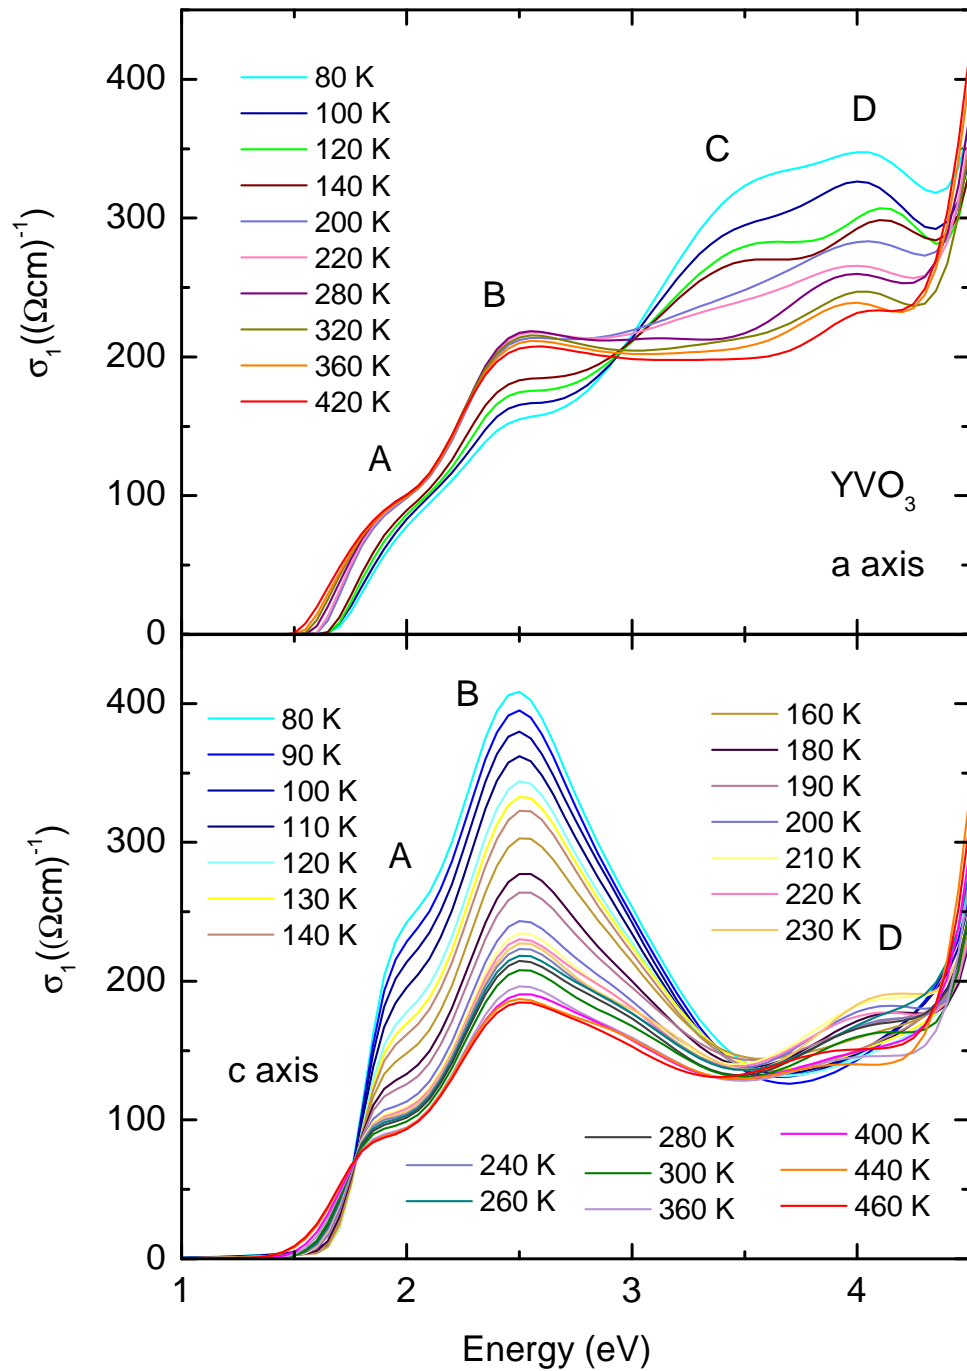 400
300
200
100
0
σ₁((Ωcm)⁻¹)
80 K
100 K
120 K
140 K
200 K
220 K
280 K
320 K
360 K
420 K
A
B
C
D
YVO₃
a axis
400
300
200
100
0
σ₁((Ωcm)⁻¹)
80 K
90 K
100 K
110 K
120 K
130 K
140 K
A
B
160 K
180 K
190 K
200 K
210 K
220 K
230 K
D
c axis
240 K
260 K
280 K
300 K
360 K
400 K
440 K
460 K
1 2 3 4
Energy (eV)